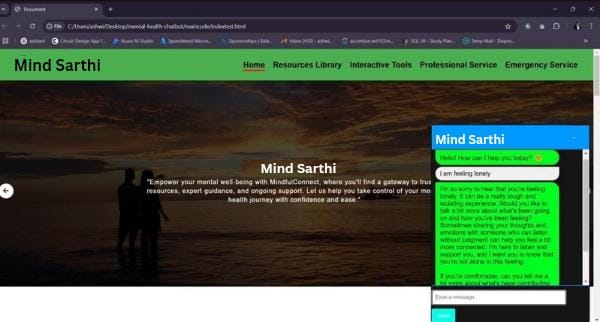 Document
File C:/Users/ashwi/Desktop/mental-health-chatbot/maincode/indextest.html
Circuit Design App f... Azure AI Studio Sponsored Micros... Sponsorships | Bala... Inbox (410) - ashwi... SQL 50 - Study Plan... Temp Mail - Dispos...
Mind Sarthi
Home Resources Library Interactive Tools Professional Service Emergency Service
Mind Sarthi
"Empower your mental well-being with MindfulConnect, where you'll find a gateway to trus
resources, expert guidance, and ongoing support. Let us help you take control of your me
health journey with confidence and ease."
Mind Sarthi
Hello! How can I help you today?
I am feeling lonely
I'm so sorry to hear that you're feeling
lonely. It can be a really tough and
isolating experience. Would you like to
talk a bit more about what's been going
on and how you've been feeling?
Sometimes sharing your thoughts and
emotions with someone who can listen
without judgment can help you feel a bit
more connected. I'm here to listen and
support you, and I want you to know that
you're not alone in this feeling.
If you're comfortable, can you tell me a
bit more about what's been contributing
Type a message
Send